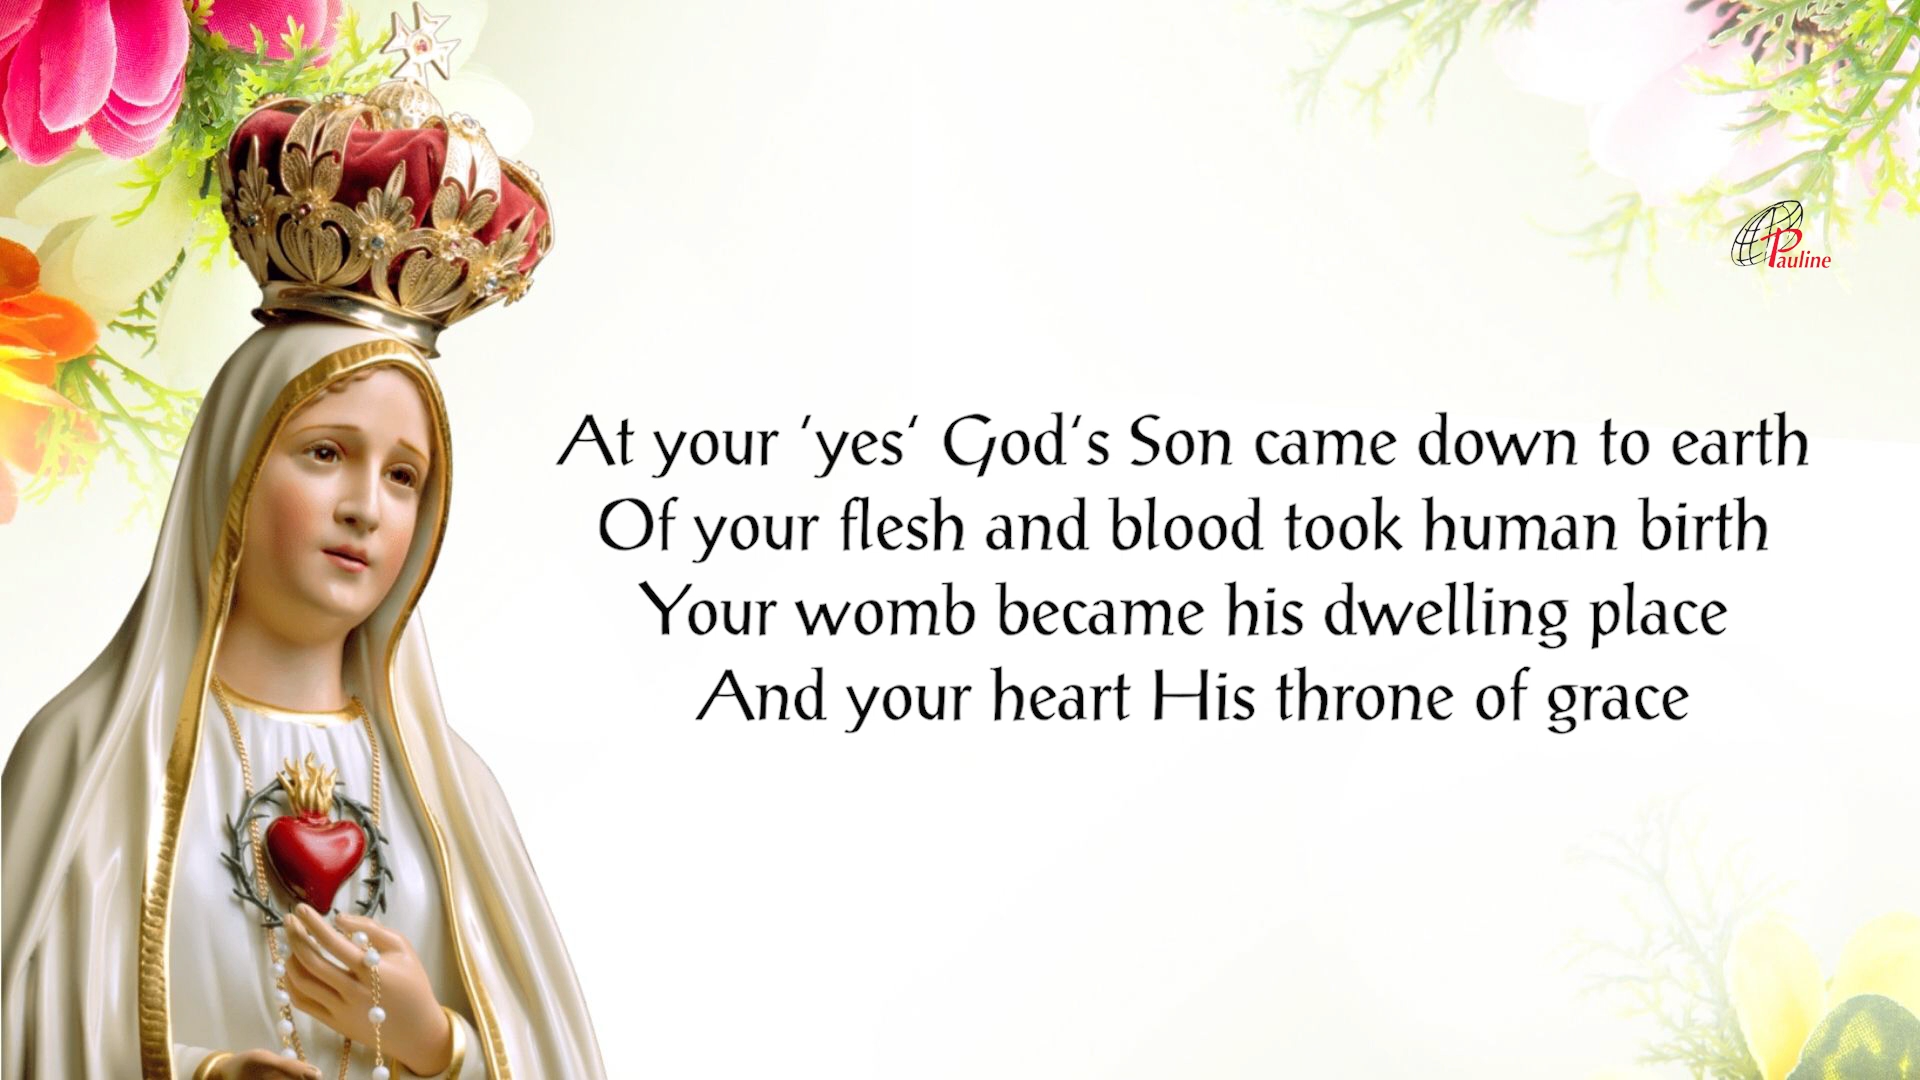 Pauline
At your 'yes' God's Son came down to earth
Of your flesh and blood took human birth
Your womb became his dwelling place
And your heart His throne of grace